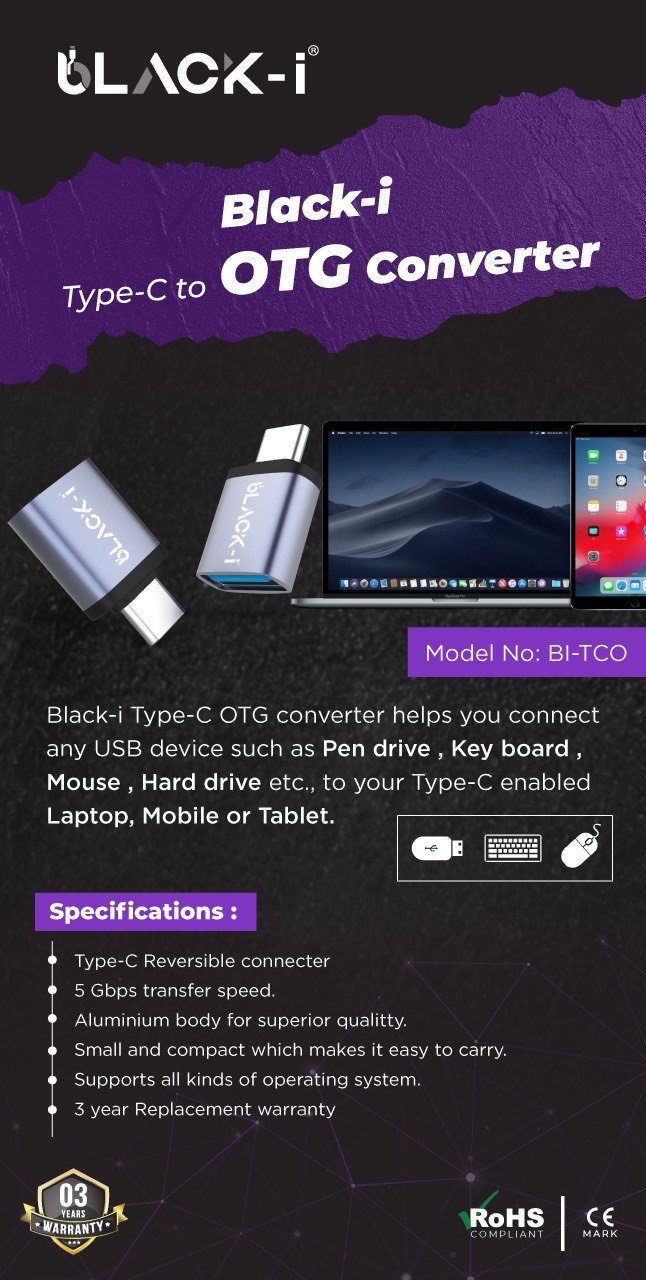 bLACK-i®
Black-i
Type-C to OTG Converter
bLACK-i
bLACK-i
MacBook Pro
Model No: BI-TCO
Black-i Type-C OTG converter helps you connect
any USB device such as Pen drive , Key board ,
Mouse , Hard drive etc., to your Type-C enabled
Laptop, Mobile or Tablet.
Specifications :
Type-C Reversible connecter
5 Gbps transfer speed.
Aluminium body for superior qualitty.
Small and compact which makes it easy to carry.
Supports all kinds of operating system.
3 year Replacement warranty
03
YEARS
WARRANTY
RoHS
COMPLIANT
CE
MARK